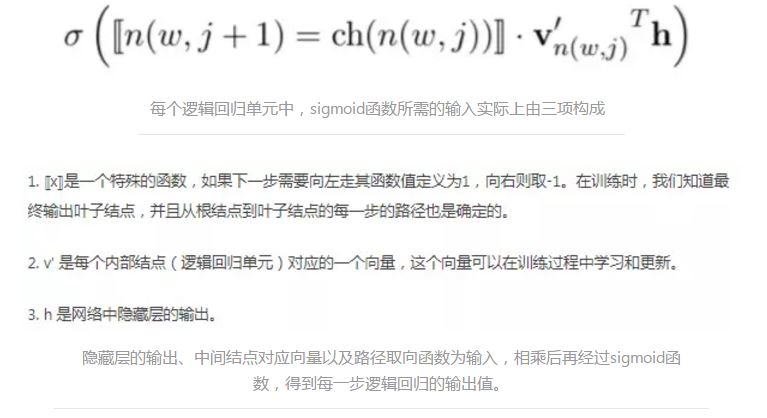 σ ( ⟦n(w, j + 1) = ch(n(w, j))⟧ · v′_{n(w,j)}^T h )
每个逻辑回归单元中，sigmoid函数所需的输入实际上由三项构成
1. ⟦x⟧是一个特殊的函数，如果下一步需要向左走其函数值定义为1，向右则取-1。在训练时，我们知道最
终输出叶子结点，并且从根结点到叶子结点的每一步的路径也是确定的。
2. v' 是每个内部结点（逻辑回归单元）对应的一个向量，这个向量可以在训练过程中学习和更新。
3. h 是网络中隐藏层的输出。
隐藏层的输出、中间结点对应向量以及路径取向函数为输入，相乘后再经过sigmoid函
数，得到每一步逻辑回归的输出值。